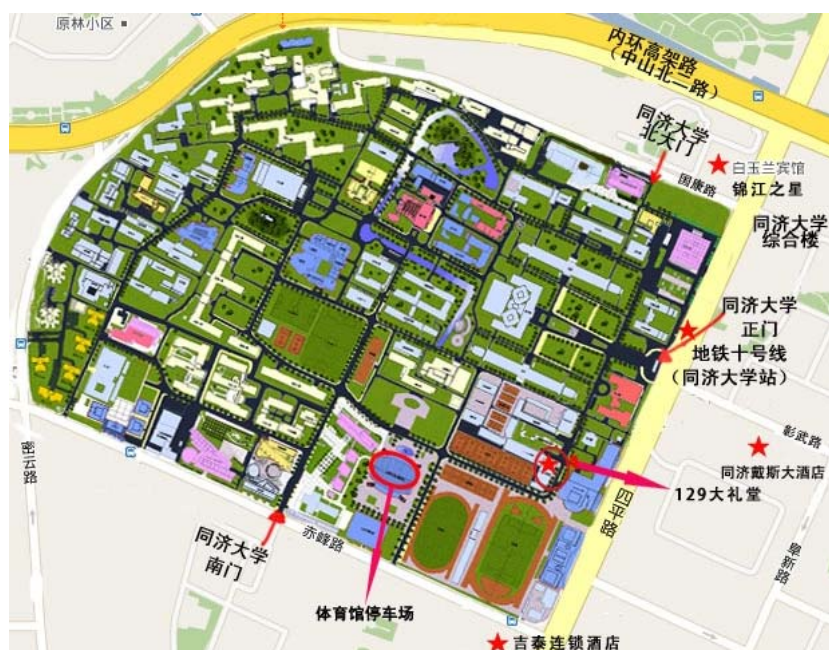 原林小区
内环高架路
（中山北二路）
同济大学
北大门
国康路
白玉兰宾馆
锦江之星
同济大学
综合楼
同济大学
正门
地铁十号线
（同济大学站）
彰武路
密云路
同济戴斯大酒店
129大礼堂
四平路
赤峰路
阜新路
同济大学
南门
体育馆停车场
吉泰连锁酒店